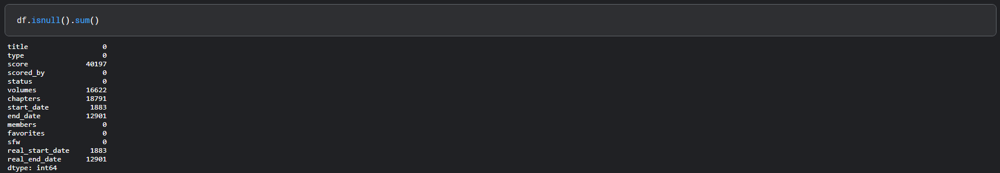 df.isnull().sum()
title 0
type 0
score 40197
scored_by 0
status 0
volumes 16622
chapters 18791
start_date 1883
end_date 12901
members 0
favorites 0
sfw 0
real_start_date 1883
real_end_date 12901
dtype: int64